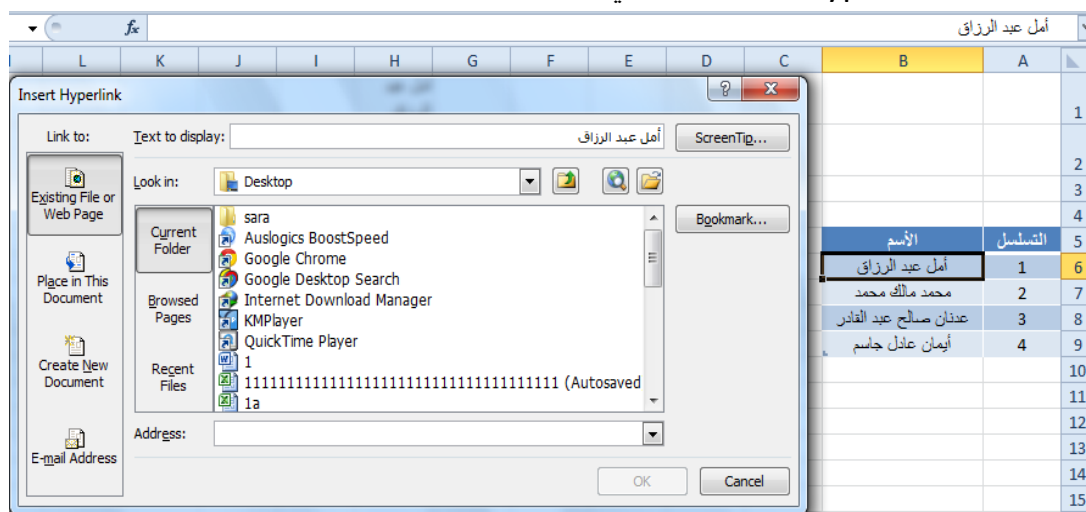 fx
أمل عبد الرزاق
L K J I H G F E D C B A
Insert Hyperlink
Link to:
Text to display:
أمل عبد الرزاق
ScreenTip...
Existing File or Web Page
Place in This Document
Create New Document
E-mail Address
Look in:
Desktop
Current Folder
Browsed Pages
Recent Files
sara
Auslogics BoostSpeed
Google Chrome
Google Desktop Search
Internet Download Manager
KMPlayer
QuickTime Player
1
1a
Bookmark...
Address:
OK
Cancel
التسلسل الأسم
1 أمل عبد الرزاق
2 محمد مالك محمد
3 عدنان صالح عبد القادر
4 أيمان عادل جاسم
1
2
3
4
5
6
7
8
9
10
11
12
13
14
15